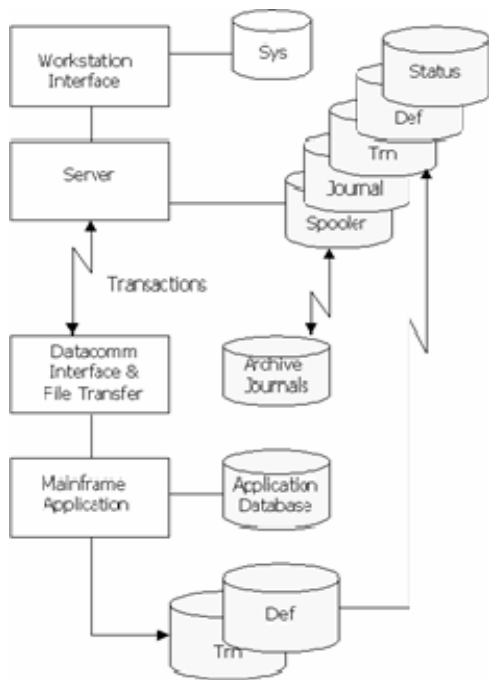 Workstation
Interface
Sys
Status
Def
Trn
Journal
Spooler
Server
Transactions
Datacomm
Interface &
File Transfer
Archive
Journals
Mainframe
Application
Application
Database
Def
Trn